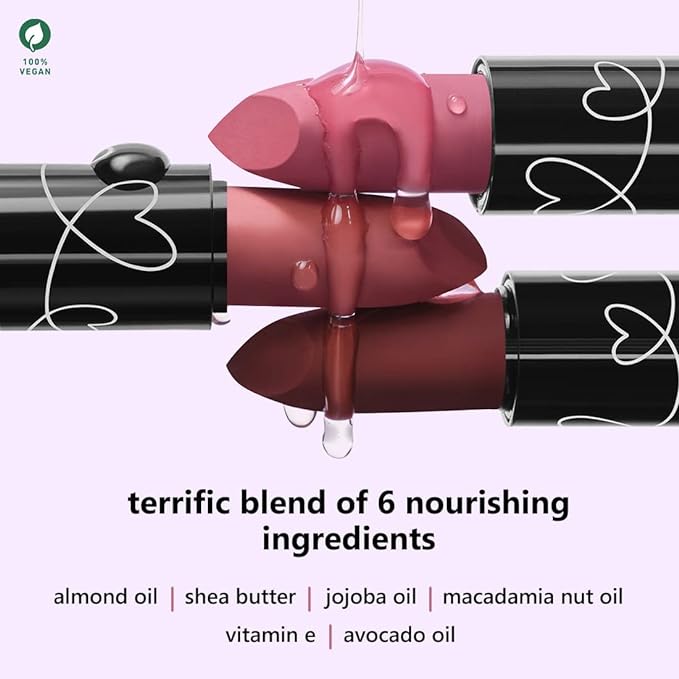 100%
VEGAN
terrific blend of 6 nourishing
ingredients
almond oil | shea butter | jojoba oil | macadamia nut oil
vitamin e | avocado oil